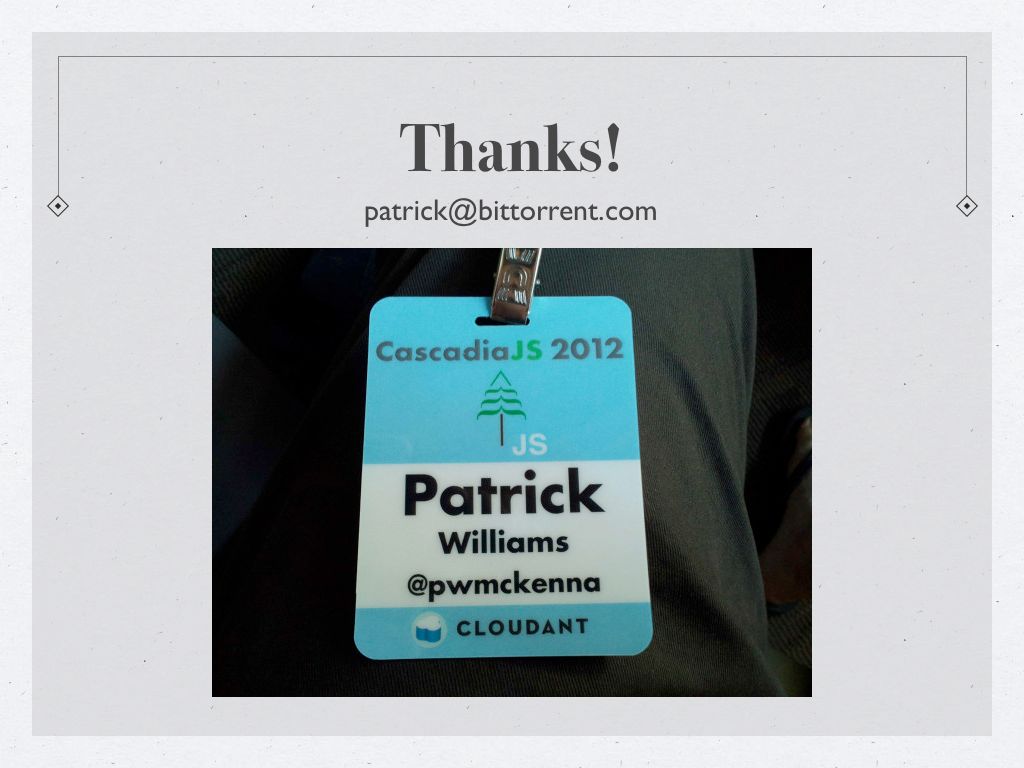 Thanks!
patrick@bittorrent.com
CascadiaJS 2012
JS
Patrick
Williams
@pwmckenna
CLOUDANT